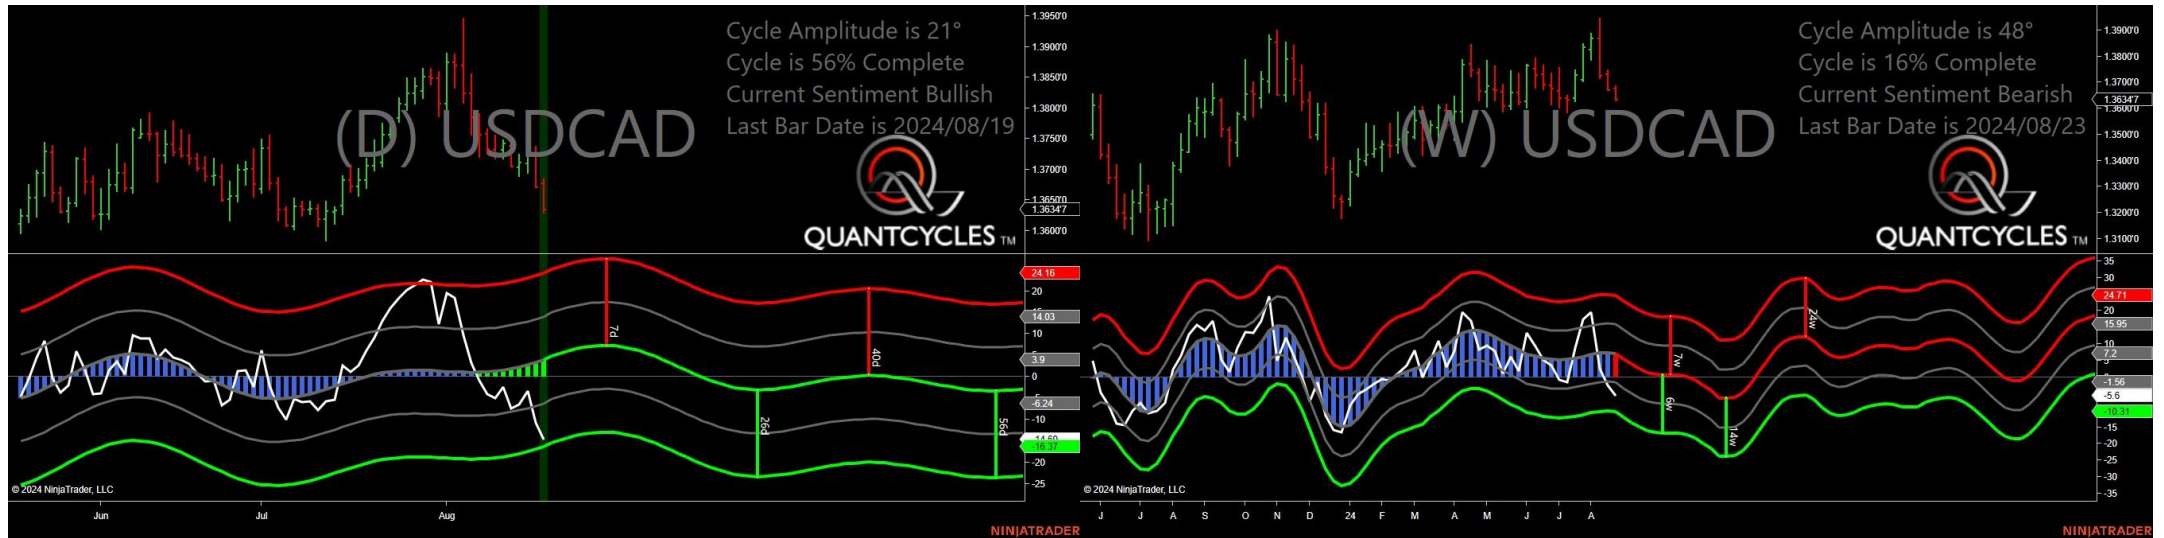 Cycle Amplitude is 21°
Cycle is 56% Complete
Current Sentiment Bullish
Last Bar Date is 2024/08/19
(D) USDCAD
QUANTCYCLES TM
1.3950'0
1.3900'0
1.3850'0
1.3800'0
1.3750'0
1.3700'0
1.3650'0
1.3634'7
1.3600'0
24.16
20
14.03
10
3.9
0
-6.24
-10
-16.37
-20
-25
7d
26d
40d
56d
© 2024 NinjaTrader, LLC
Jun
Jul
Aug
NINJATRADER
Cycle Amplitude is 48°
Cycle is 16% Complete
Current Sentiment Bearish
Last Bar Date is 2024/08/23
(W) USDCAD
QUANTCYCLES TM
1.3900'0
1.3800'0
1.3700'0
1.3634'7
1.3600'0
1.3500'0
1.3400'0
1.3300'0
1.3200'0
1.3100'0
35
30
24.71
20
15.95
10
7.2
-1.56
-5.6
-10.31
-15
-20
-25
-30
-35
7w
6w
14w
24w
© 2024 NinjaTrader, LLC
J J A S O N D 24 F M A M J J A
NINJATRADER